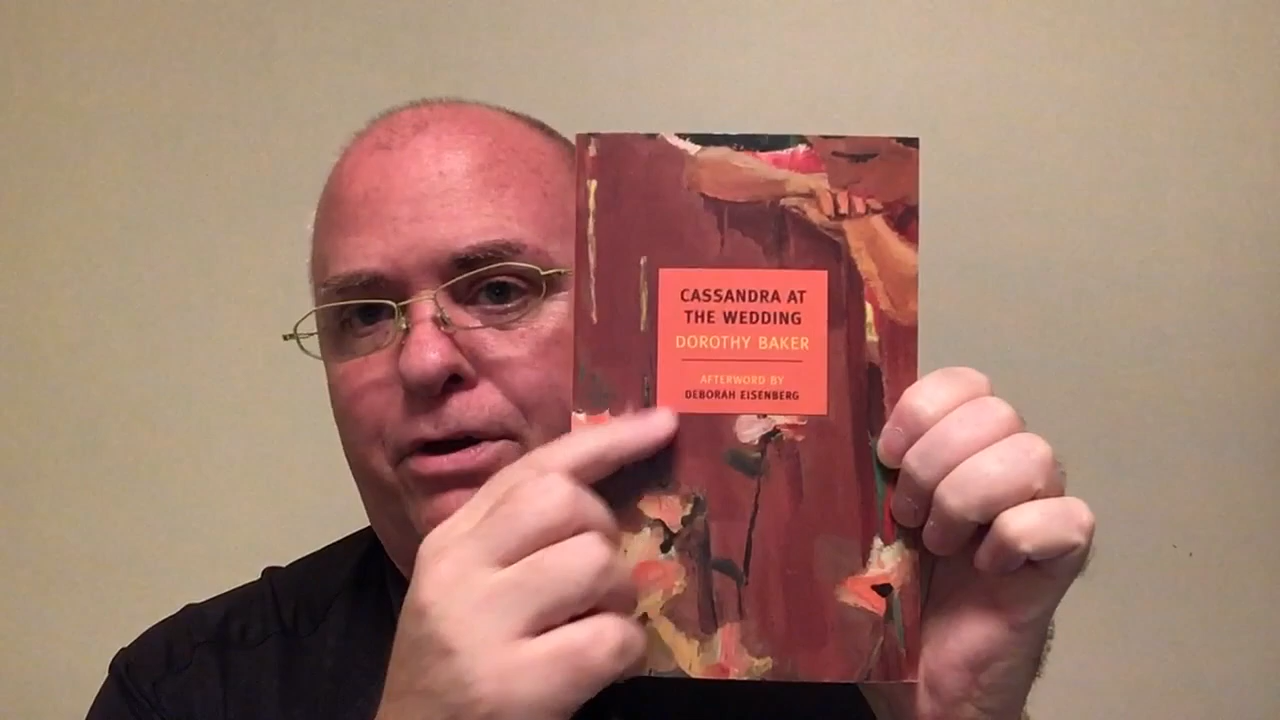 CASSANDRA AT
THE WEDDING
DOROTHY BAKER
AFTERWORD BY
DEBORAH EISENBERG